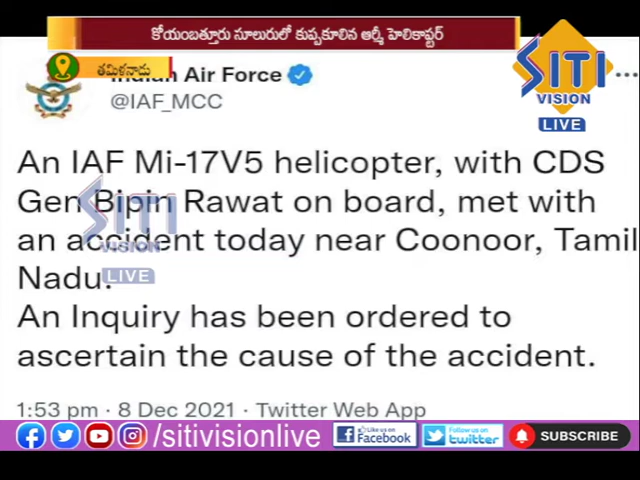 కోయంబత్తూరు సూలురులో కుప్పకూలిన ఆర్మీ హెలికాప్టర్
తమిళనాడు
SITI
VISION
LIVE
Indian Air Force
@IAF_MCC
An IAF Mi-17V5 helicopter, with CDS
Gen Bipin Rawat on board, met with
an accident today near Coonoor, Tamil
Nadu.
An Inquiry has been ordered to
ascertain the cause of the accident.
SITI
VISION
LIVE
1:53 pm · 8 Dec 2021 · Twitter Web App
/sitivisionlive
Like us on
Facebook
Follow us on
twitter
SUBSCRIBE